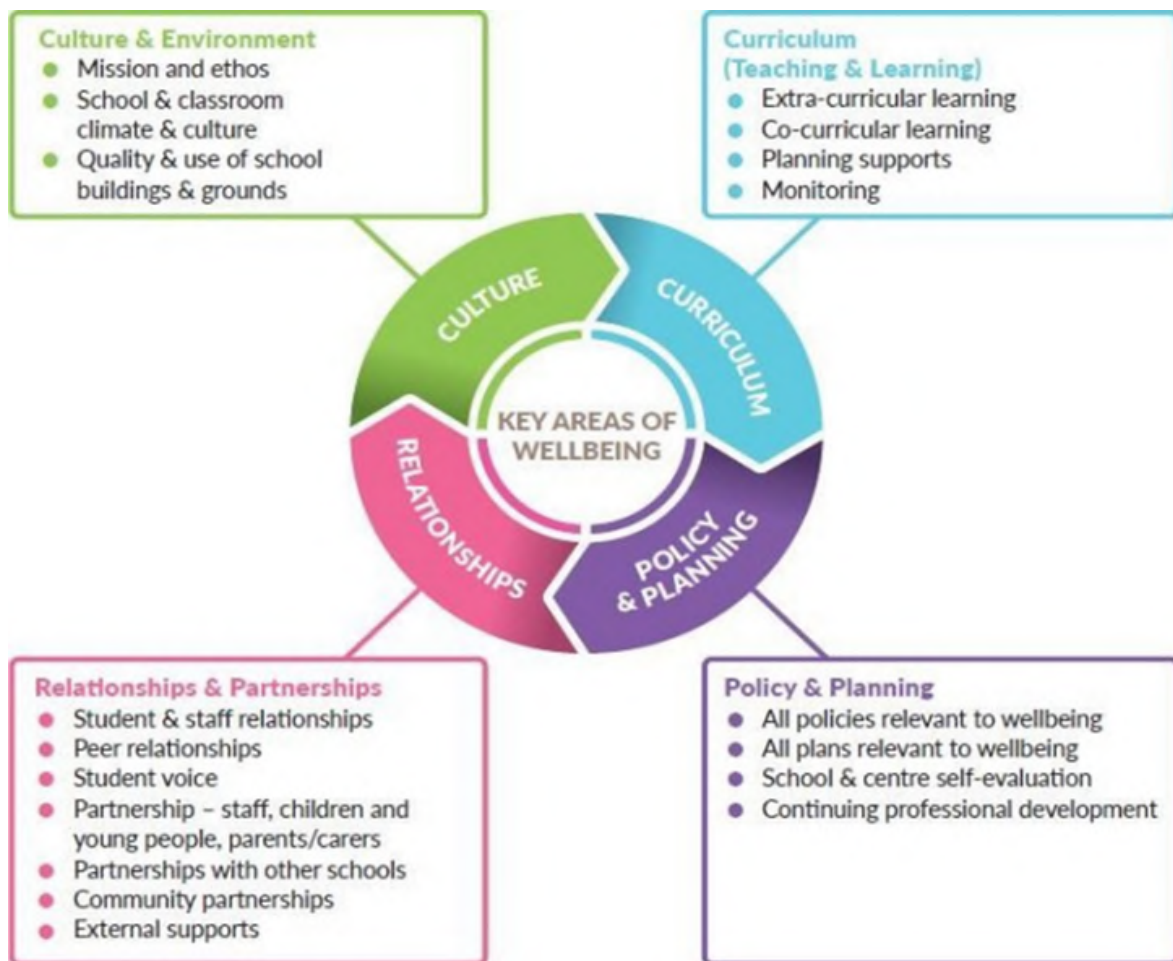 Culture & Environment
Mission and ethos
School & classroom
climate & culture
Quality & use of school
buildings & grounds
Curriculum
(Teaching & Learning)
Extra-curricular learning
Co-curricular learning
Planning supports
Monitoring
CULTURE
CURRICULUM
KEY AREAS OF
WELLBEING
RELATIONSHIPS
POLICY
& PLANNING
Relationships & Partnerships
Student & staff relationships
Peer relationships
Student voice
Partnership – staff, children and
young people, parents/carers
Partnerships with other schools
Community partnerships
External supports
Policy & Planning
All policies relevant to wellbeing
All plans relevant to wellbeing
School & centre self-evaluation
Continuing professional development